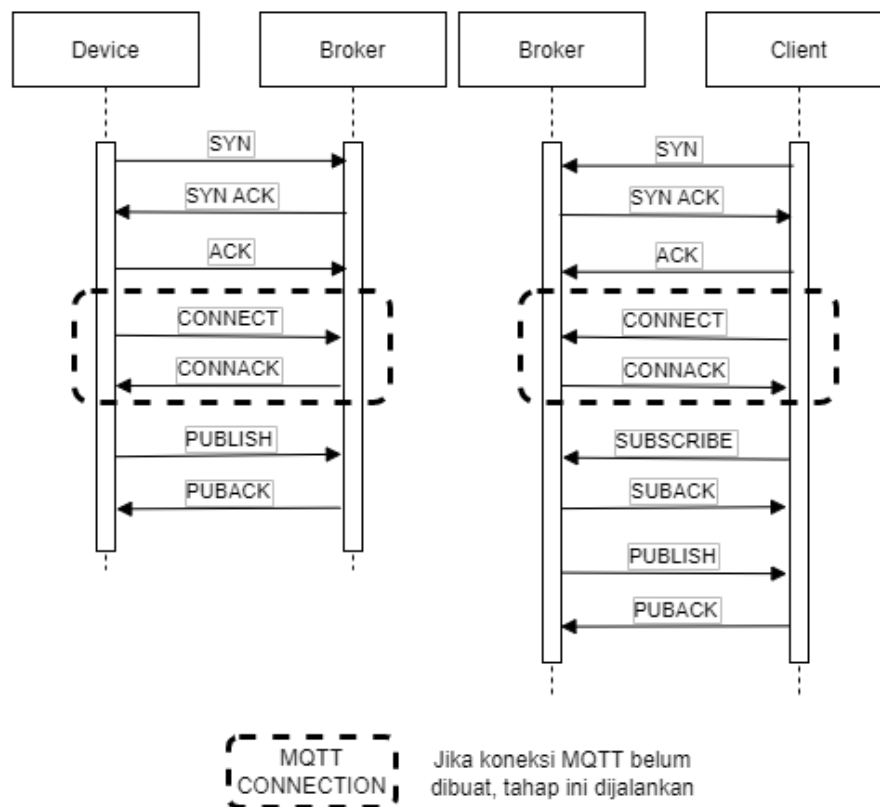 Device
Broker
SYN
SYN ACK
ACK
CONNECT
CONNACK
PUBLISH
PUBACK
Broker
Client
SYN
SYN ACK
ACK
CONNECT
CONNACK
SUBSCRIBE
SUBACK
PUBLISH
PUBACK
MQTT
CONNECTION
Jika koneksi MQTT belum
dibuat, tahap ini dijalankan